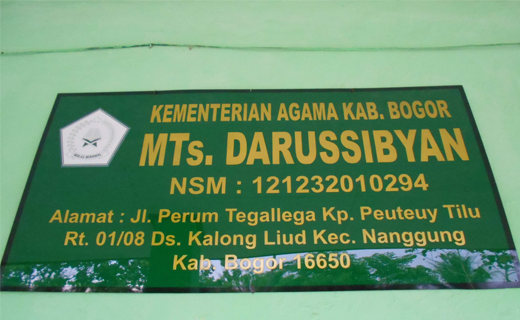 KEMENTERIAN AGAMA KAB. BOGOR
MTs. DARUSSIBYAN
NSM : 121232010294
Alamat : Jl. Perum Tegallega Kp. Peuteuy Tilu
Rt. 01/08 Ds. Kalong Liud Kec. Nanggung
Kab. Bogor 16650